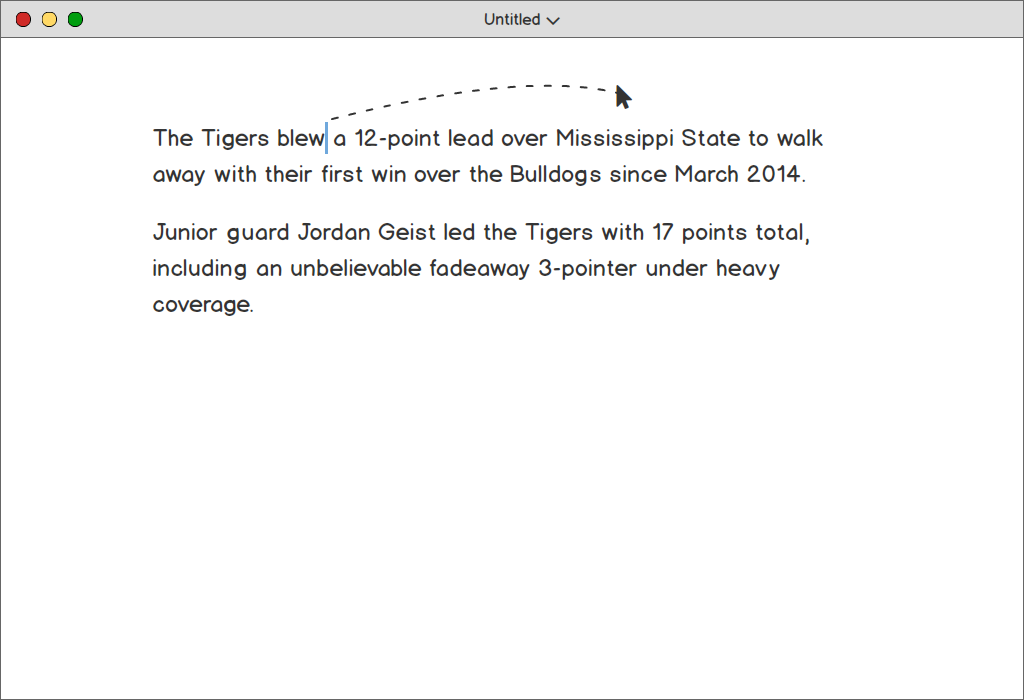 Untitled
The Tigers blew a 12-point lead over Mississippi State to walk
away with their first win over the Bulldogs since March 2014.
Junior guard Jordan Geist led the Tigers with 17 points total,
including an unbelievable fadeaway 3-pointer under heavy
coverage.